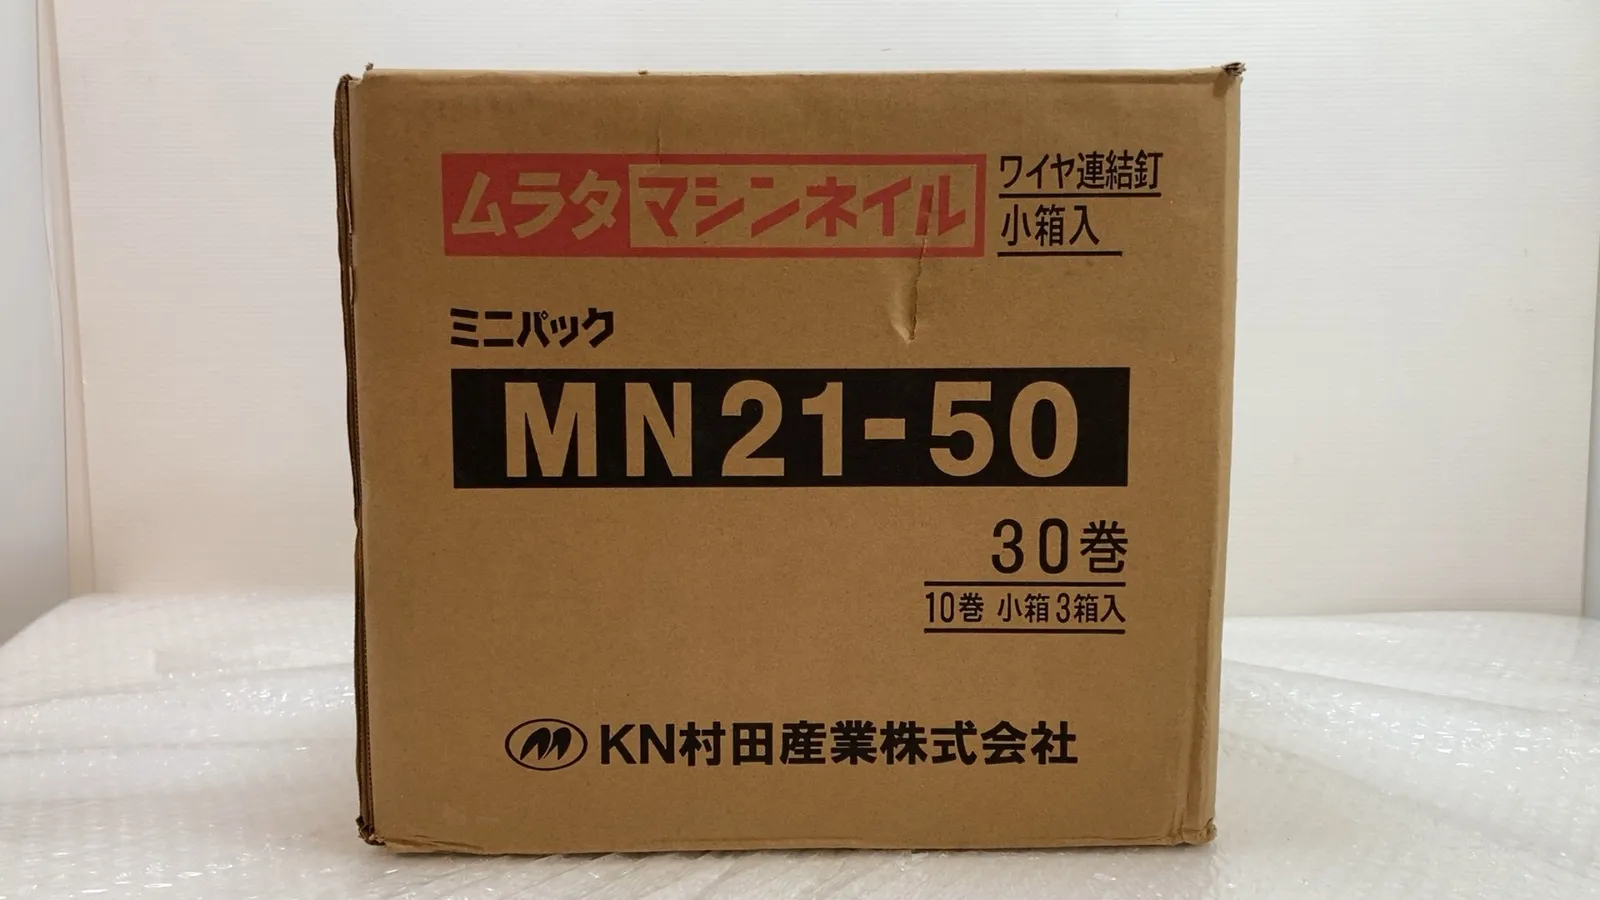 ムラタマシンネイル
ワイヤ連結釘
小箱入
ミニパック
MN21-50
30巻
10巻 小箱3箱入
KN村田産業株式会社